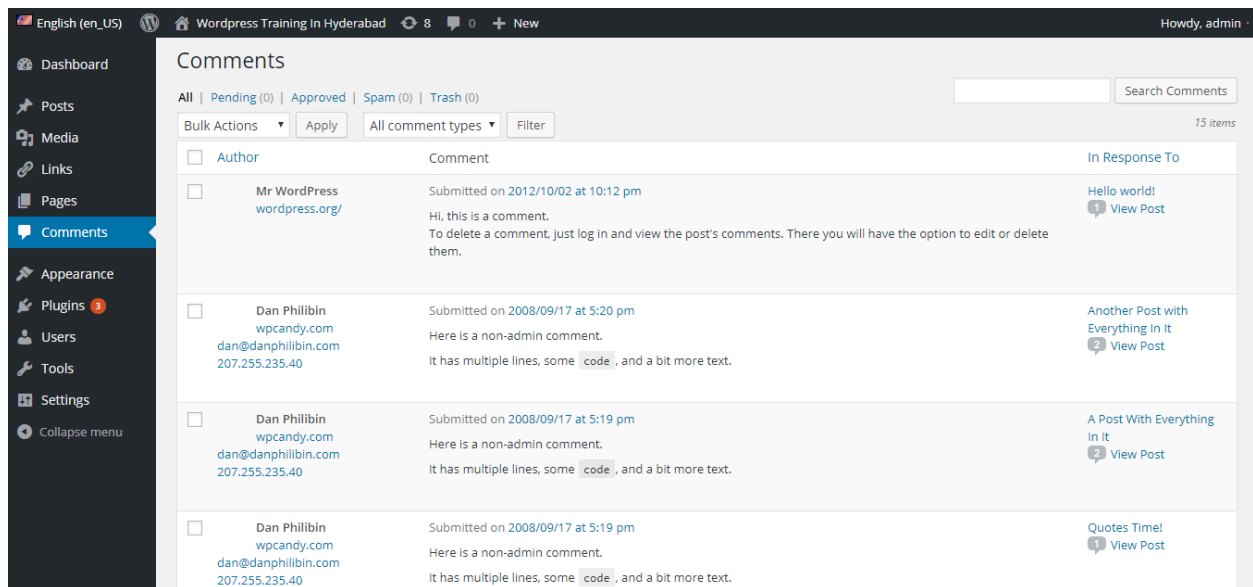 English (en_US) Wordpress Training In Hyderabad 8 0 + New Howdy, admin
Dashboard
Posts
Media
Links
Pages
Comments
Appearance
Plugins 3
Users
Tools
Settings
Collapse menu
Comments
All | Pending (0) | Approved | Spam (0) | Trash (0)
Search Comments
Bulk Actions Apply All comment types Filter
15 items
Author Comment In Response To
Mr WordPress
wordpress.org/
Submitted on 2012/10/02 at 10:12 pm
Hi, this is a comment.
To delete a comment, just log in and view the post's comments. There you will have the option to edit or delete
them.
Hello world!
1 View Post
Dan Philibin
wpcandy.com
dan@danphilibin.com
207.255.235.40
Submitted on 2008/09/17 at 5:20 pm
Here is a non-admin comment.
It has multiple lines, some code , and a bit more text.
Another Post with
Everything In It
2 View Post
Dan Philibin
wpcandy.com
dan@danphilibin.com
207.255.235.40
Submitted on 2008/09/17 at 5:19 pm
Here is a non-admin comment.
It has multiple lines, some code , and a bit more text.
A Post With Everything
In It
2 View Post
Dan Philibin
wpcandy.com
dan@danphilibin.com
207.255.235.40
Submitted on 2008/09/17 at 5:19 pm
Here is a non-admin comment.
It has multiple lines, some code , and a bit more text.
Quotes Time!
1 View Post